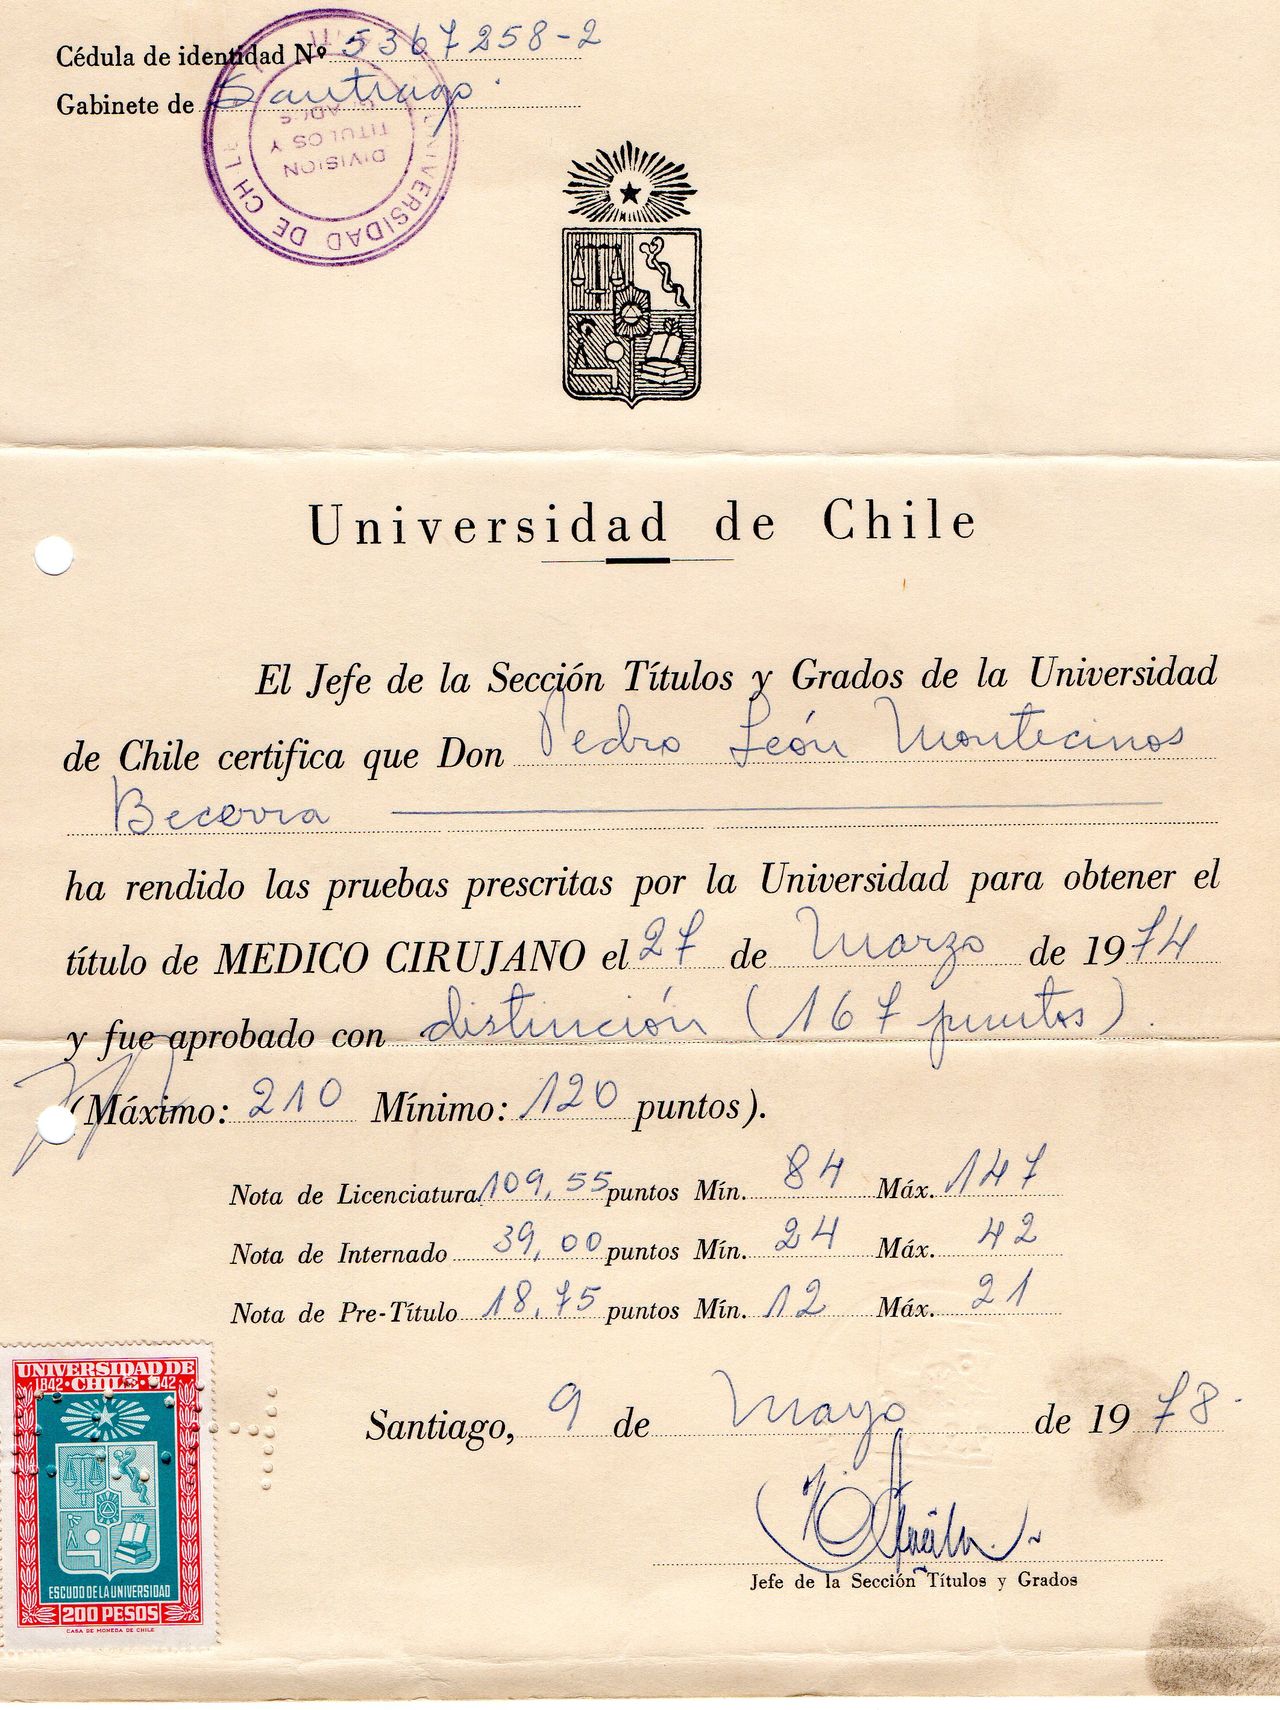 Cédula de identidad Nº 5367258-2
Gabinete de Santiago
UNIVERSIDAD DE CHILE
DIVISION
TITULOS Y
GRADOS
Universidad de Chile
El Jefe de la Sección Títulos y Grados de la Universidad
de Chile certifica que Don Pedro León Montecinos
Becerra
ha rendido las pruebas prescritas por la Universidad para obtener el
título de MEDICO CIRUJANO el 27 de Marzo de 1974
y fue aprobado con distinción (167 puntos).
(Máximo: 210 Mínimo: 120 puntos).
Nota de Licenciatura 109,55 puntos Mín. 84 Máx. 147
Nota de Internado 39,00 puntos Mín. 24 Máx. 42
Nota de Pre-Título 18,75 puntos Mín. 12 Máx. 21
UNIVERSIDAD DE
1842 · CHILE · 1942
ESCUDO DE LA UNIVERSIDAD
200 PESOS
CASA DE MONEDA DE CHILE
Santiago, 9 de Mayo de 1978.
Jefe de la Sección Títulos y Grados